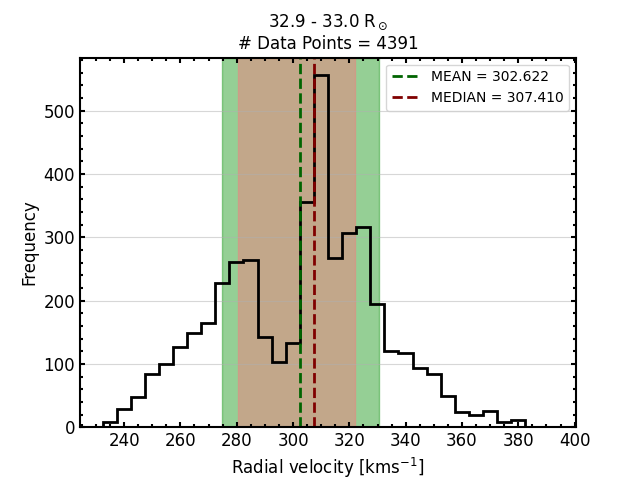 32.9 - 33.0 R⊙
# Data Points = 4391
MEAN = 302.622
MEDIAN = 307.410
Frequency
500
400
300
200
100
0
240 260 280 300 320 340 360 380 400
Radial velocity [kms⁻¹]